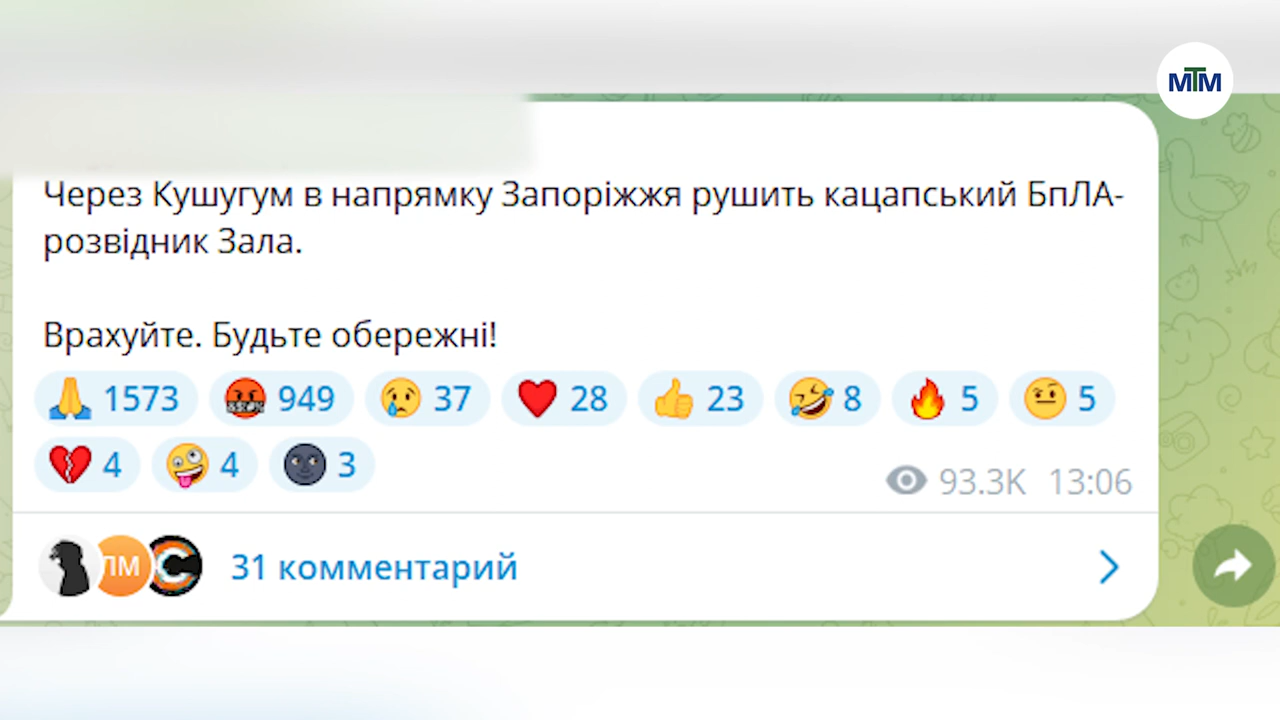 МТМ
Через Кушугум в напрямку Запоріжжя рушить кацапський БпЛА-
розвідник Зала.
Врахуйте. Будьте обережні!
1573 949 37 28 23 8 5 5
4 4 3
93.3K 13:06
ПМ C 31 комментарий